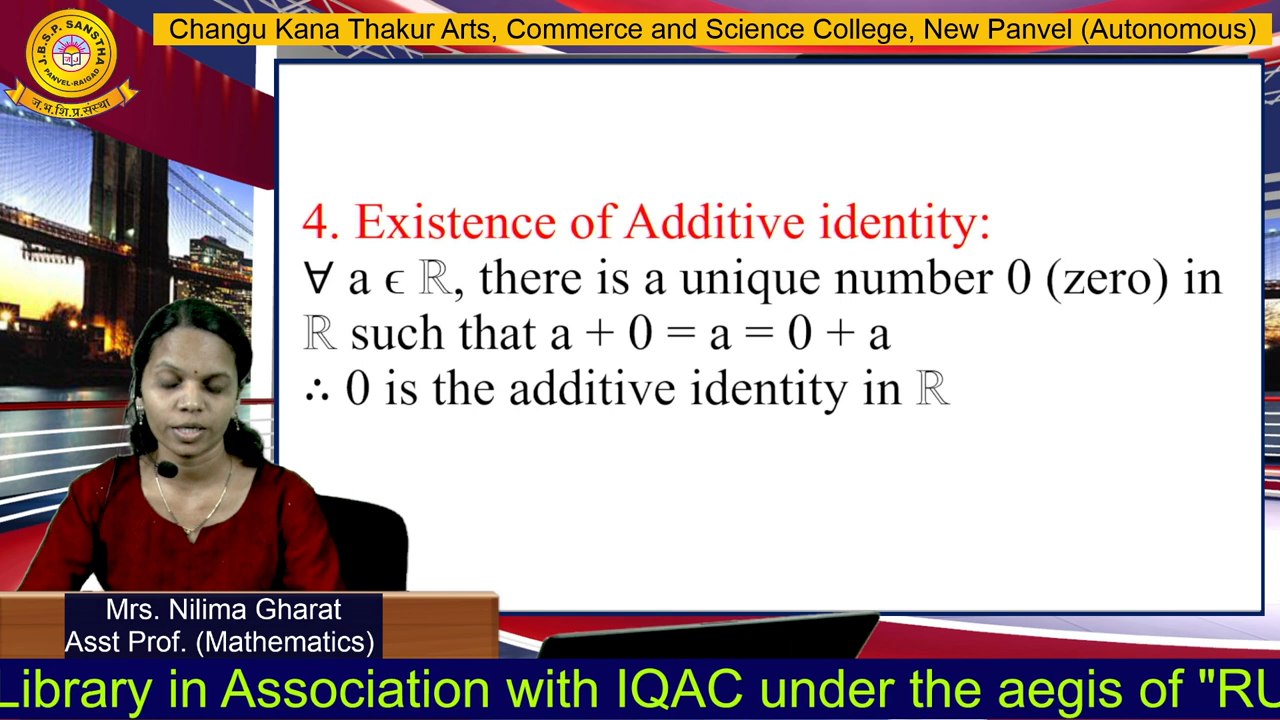 Changu Kana Thakur Arts, Commerce and Science College, New Panvel (Autonomous)
J.B.S.P. SANSTHA
PANVEL-RAIGAD
ज.भ.शि.प्र.संस्था
4. Existence of Additive identity:
∀ a ϵ ℝ, there is a unique number 0 (zero) in
ℝ such that a + 0 = a = 0 + a
∴ 0 is the additive identity in ℝ
Mrs. Nilima Gharat
Asst Prof. (Mathematics)
Library in Association with IQAC under the aegis of "RU